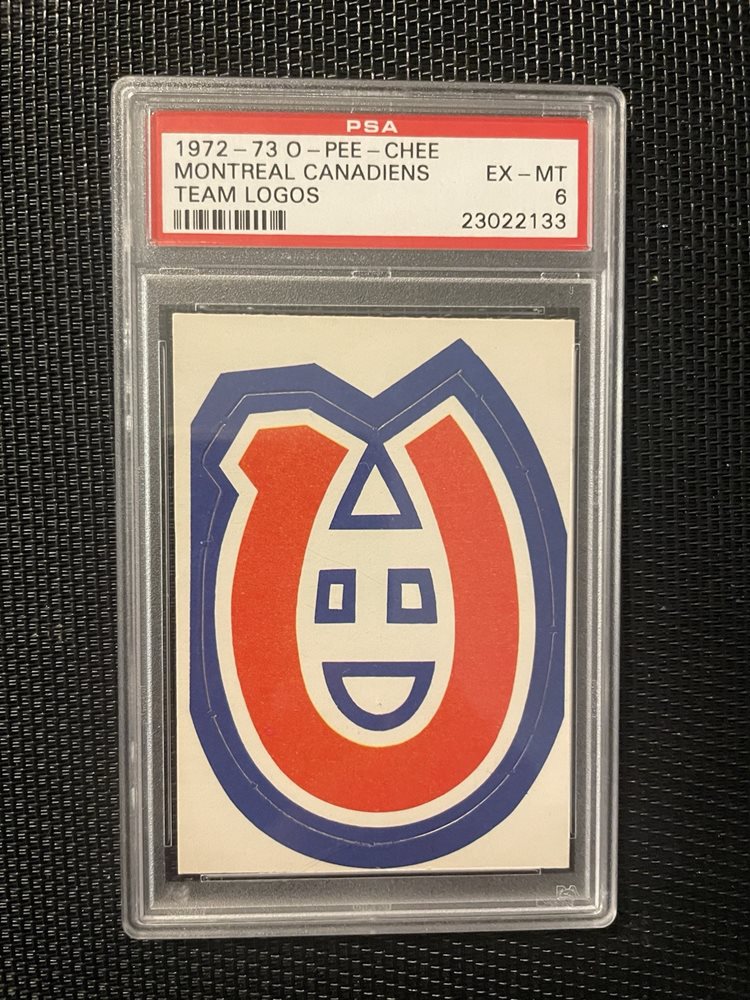 PSA
1972-73 O-PEE-CHEE
MONTREAL CANADIENS EX-MT
TEAM LOGOS 6
23022133